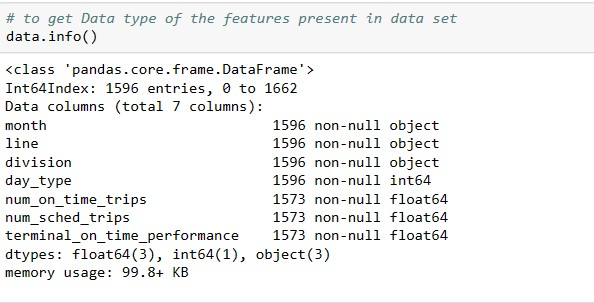 # to get Data type of the features present in data set
data.info()
<class 'pandas.core.frame.DataFrame'>
Int64Index: 1596 entries, 0 to 1662
Data columns (total 7 columns):
month                            1596 non-null object
line                             1596 non-null object
division                         1596 non-null object
day_type                         1596 non-null int64
num_on_time_trips                1573 non-null float64
num_sched_trips                  1573 non-null float64
terminal_on_time_performance     1573 non-null float64
dtypes: float64(3), int64(1), object(3)
memory usage: 99.8+ KB